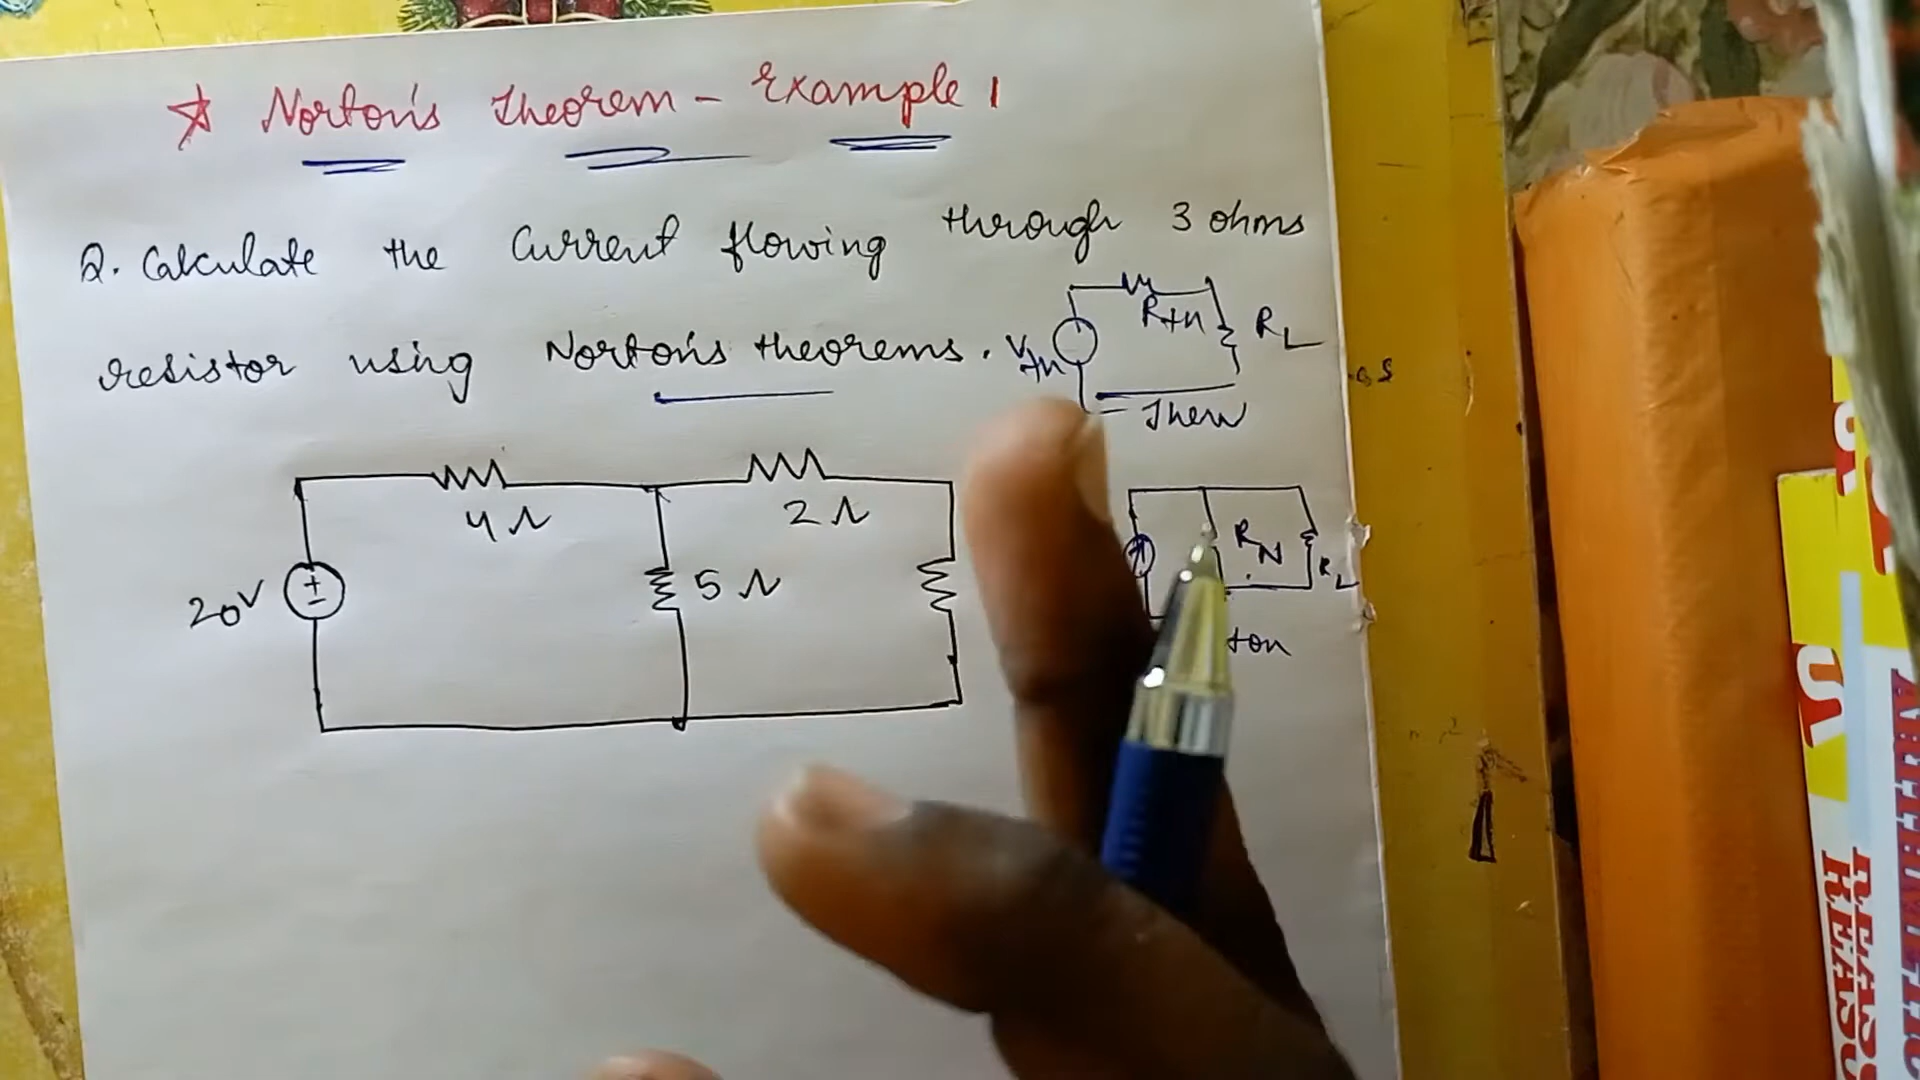 ☆ Norton's theorem - Example 1
Q. Calculate the current flowing through 3 ohms
resistor using Norton's theorems.
Vth
Rth
RL
Thev
4 Ω
2 Ω
20V
+
-
5 Ω
RN
RL
ton